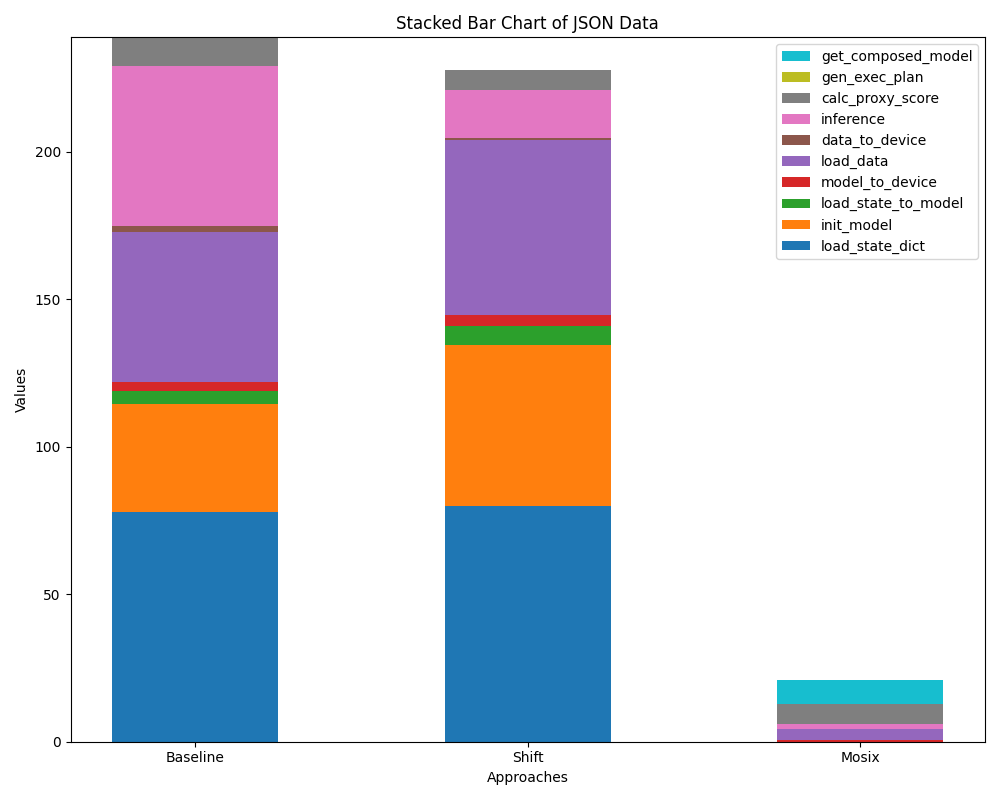 Stacked Bar Chart of JSON Data
get_composed_model
gen_exec_plan
calc_proxy_score
inference
data_to_device
load_data
model_to_device
load_state_to_model
init_model
load_state_dict
200
150
100
50
0
Values
Baseline
Shift
Mosix
Approaches